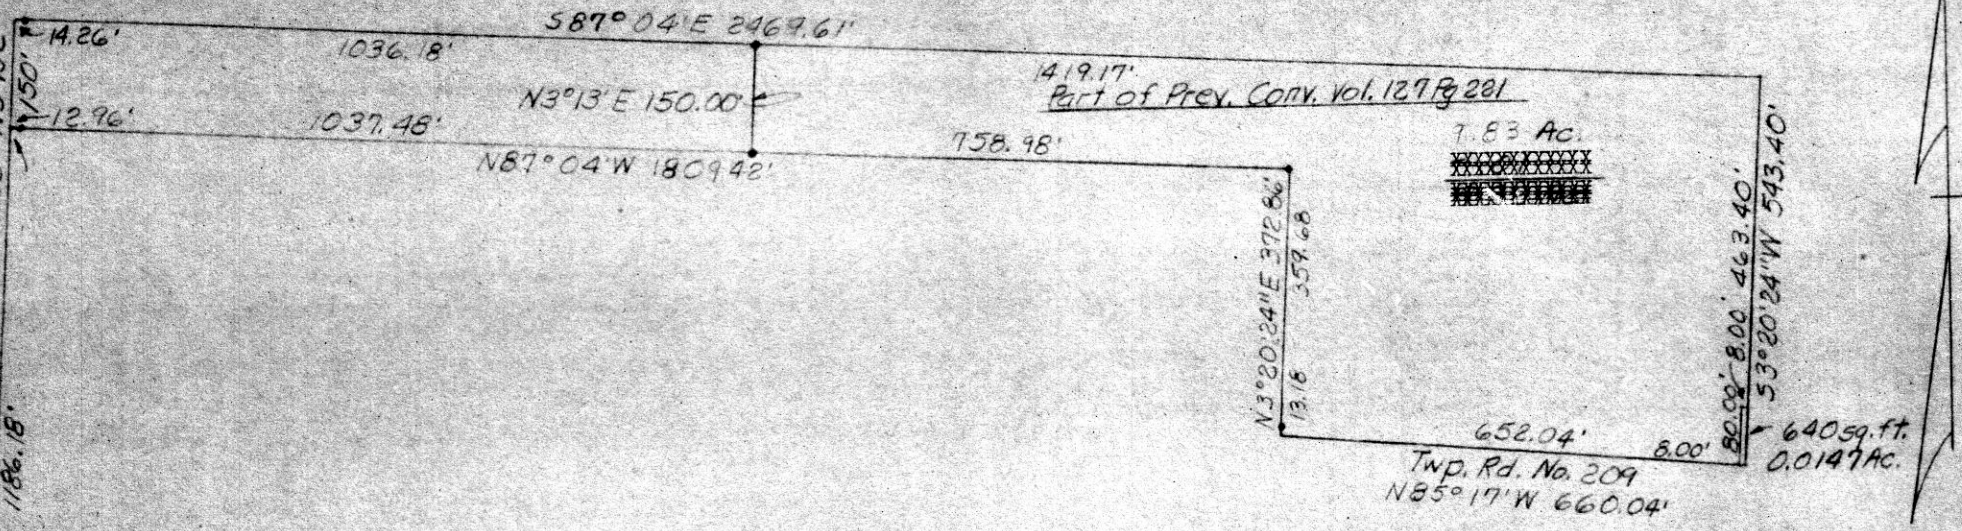 S87° 04' E 2469.61'
14.26'
1036.18'
150'
N3°13' E 150.00'
1419.17'
Part of Prev. Conv. Vol. 127 Pg 221
12.96'
1037.48'
N87° 04' W 1809.42'
758.98'
7.83 Ac.
N3°20'24"E 372.86'
359.68
13.18
S3°20'24"W 543.40'
463.40'
8.00'
80.00'
652.04'
8.00'
640 sq. ft.
0.0147 Ac.
Twp. Rd. No. 209
N85° 17' W 660.04'
1186.18'